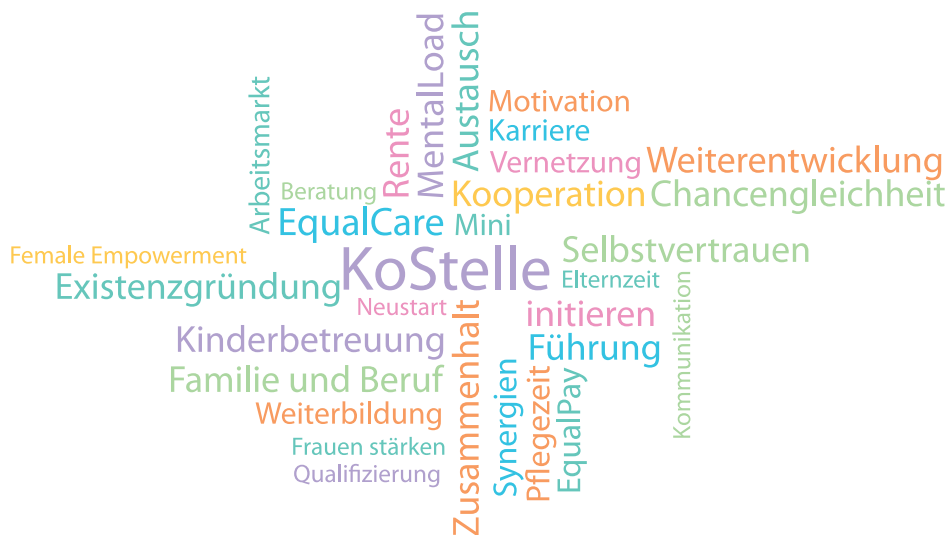 Arbeitsmarkt
Rente
MentalLoad
Austausch
Motivation
Karriere
Vernetzung
Weiterentwicklung
Beratung
Kooperation
Chancengleichheit
EqualCare
Mini
Female Empowerment
KoStelle
Selbstvertrauen
Existenzgründung
Elternzeit
Neustart
initieren
Kommunikation
Kinderbetreuung
Zusammenhalt
Führung
Familie und Beruf
Synergien
Pflegezeit
EqualPay
Weiterbildung
Frauen stärken
Qualifizierung